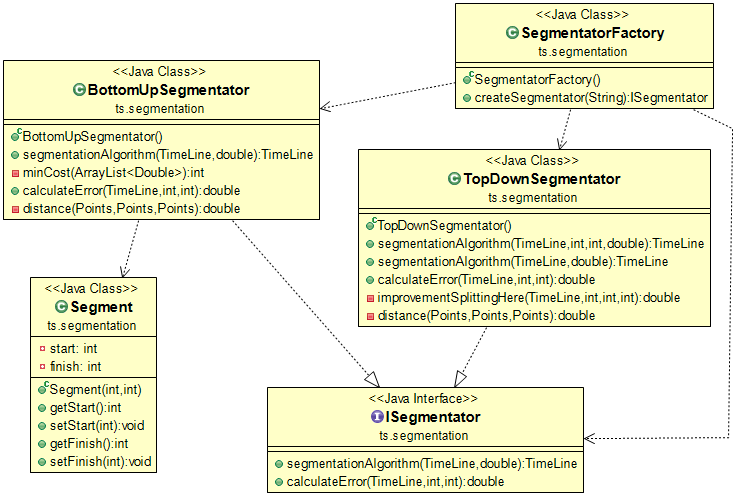 <<Java Class>>
SegmentatorFactory
ts.segmentation
SegmentatorFactory()
createSegmentator(String):ISegmentator
<<Java Class>>
BottomUpSegmentator
ts.segmentation
BottomUpSegmentator()
segmentationAlgorithm(TimeLine,double):TimeLine
minCost(ArrayList<Double>):int
calculateError(TimeLine,int,int):double
distance(Points,Points,Points):double
<<Java Class>>
TopDownSegmentator
ts.segmentation
TopDownSegmentator()
segmentationAlgorithm(TimeLine,int,int,double):TimeLine
segmentationAlgorithm(TimeLine,double):TimeLine
calculateError(TimeLine,int,int):double
improvementSplittingHere(TimeLine,int,int,int):double
distance(Points,Points,Points):double
<<Java Class>>
Segment
ts.segmentation
start: int
finish: int
Segment(int,int)
getStart():int
setStart(int):void
getFinish():int
setFinish(int):void
<<Java Interface>>
ISegmentator
ts.segmentation
segmentationAlgorithm(TimeLine,double):TimeLine
calculateError(TimeLine,int,int):double